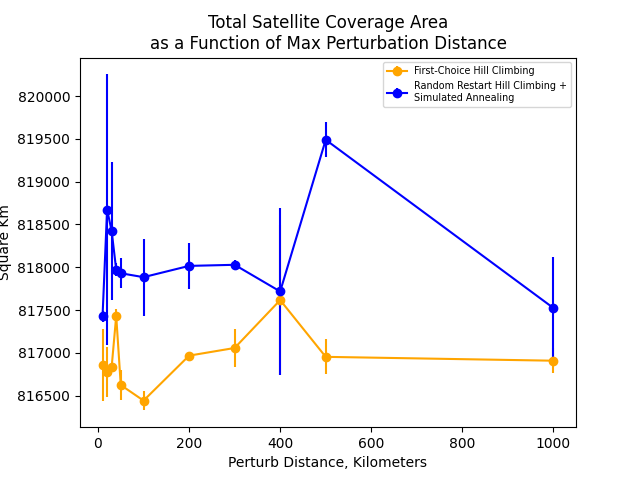 Total Satellite Coverage Area
as a Function of Max Perturbation Distance
First-Choice Hill Climbing
Random Restart Hill Climbing +
Simulated Annealing
Square Km
820000
819500
819000
818500
818000
817500
817000
816500
0 200 400 600 800 1000
Perturb Distance, Kilometers